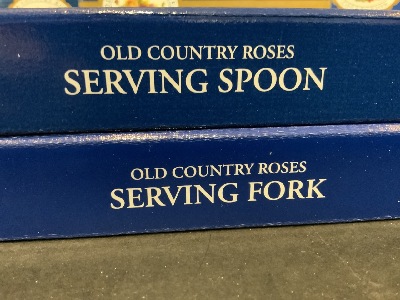 OLD COUNTRY ROSES
SERVING SPOON
OLD COUNTRY ROSES
SERVING FORK